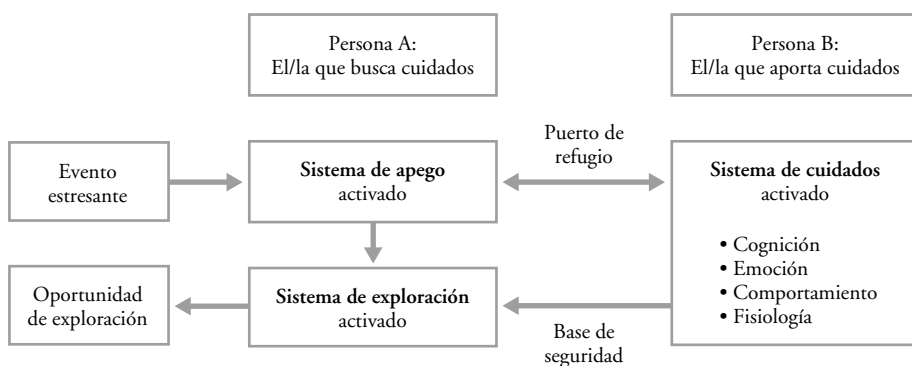 Persona A:
El/la que busca cuidados
Persona B:
El/la que aporta cuidados
Evento
estresante
Sistema de apego
activado
Puerto de
refugio
Sistema de cuidados
activado
• Cognición
• Emoción
• Comportamiento
• Fisiología
Oportunidad
de exploración
Sistema de exploración
activado
Base de
seguridad